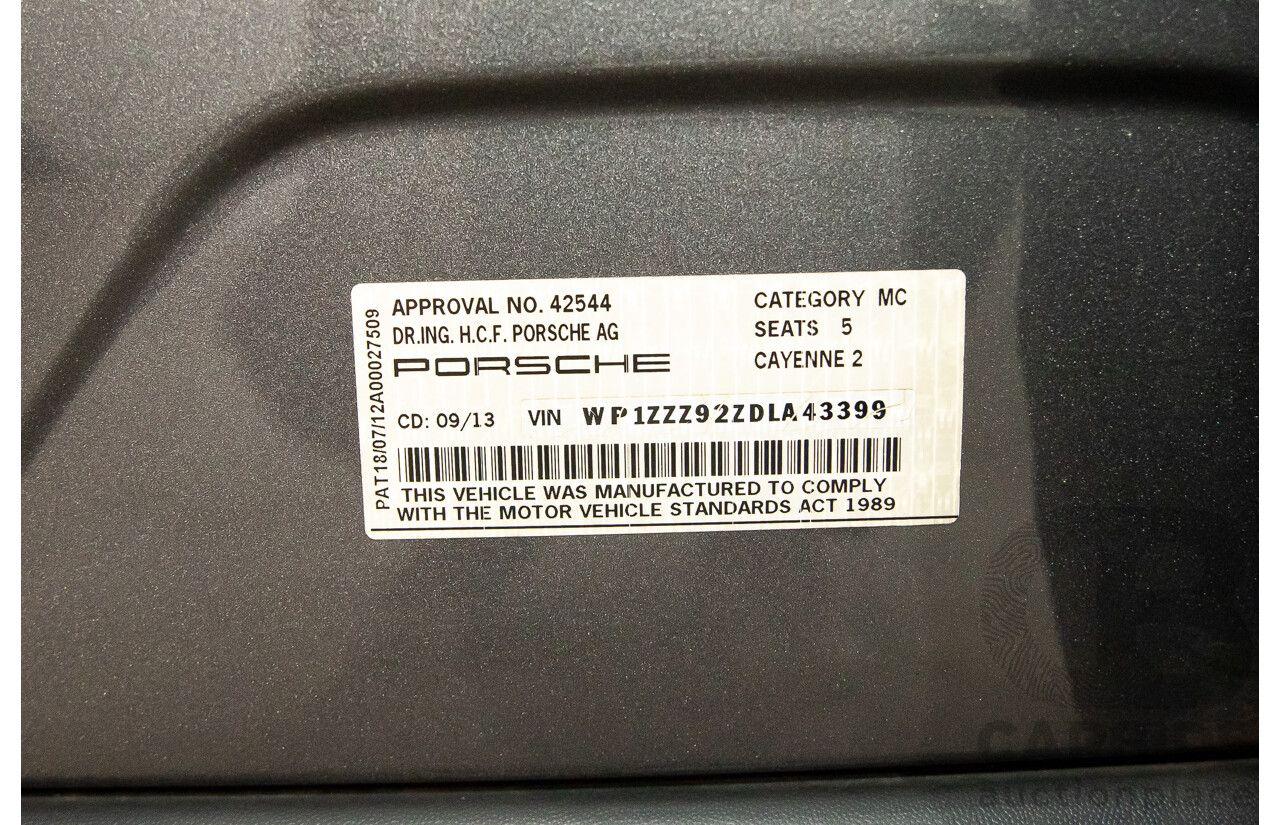 APPROVAL NO. 42544
DR.ING. H.C.F. PORSCHE AG
PORSCHE
CATEGORY MC
SEATS 5
CAYENNE 2
CD: 09/13 VIN WP1ZZZ92ZDLA43399
THIS VEHICLE WAS MANUFACTURED TO COMPLY
WITH THE MOTOR VEHICLE STANDARDS ACT 1989
PAT18/07/12A00027509